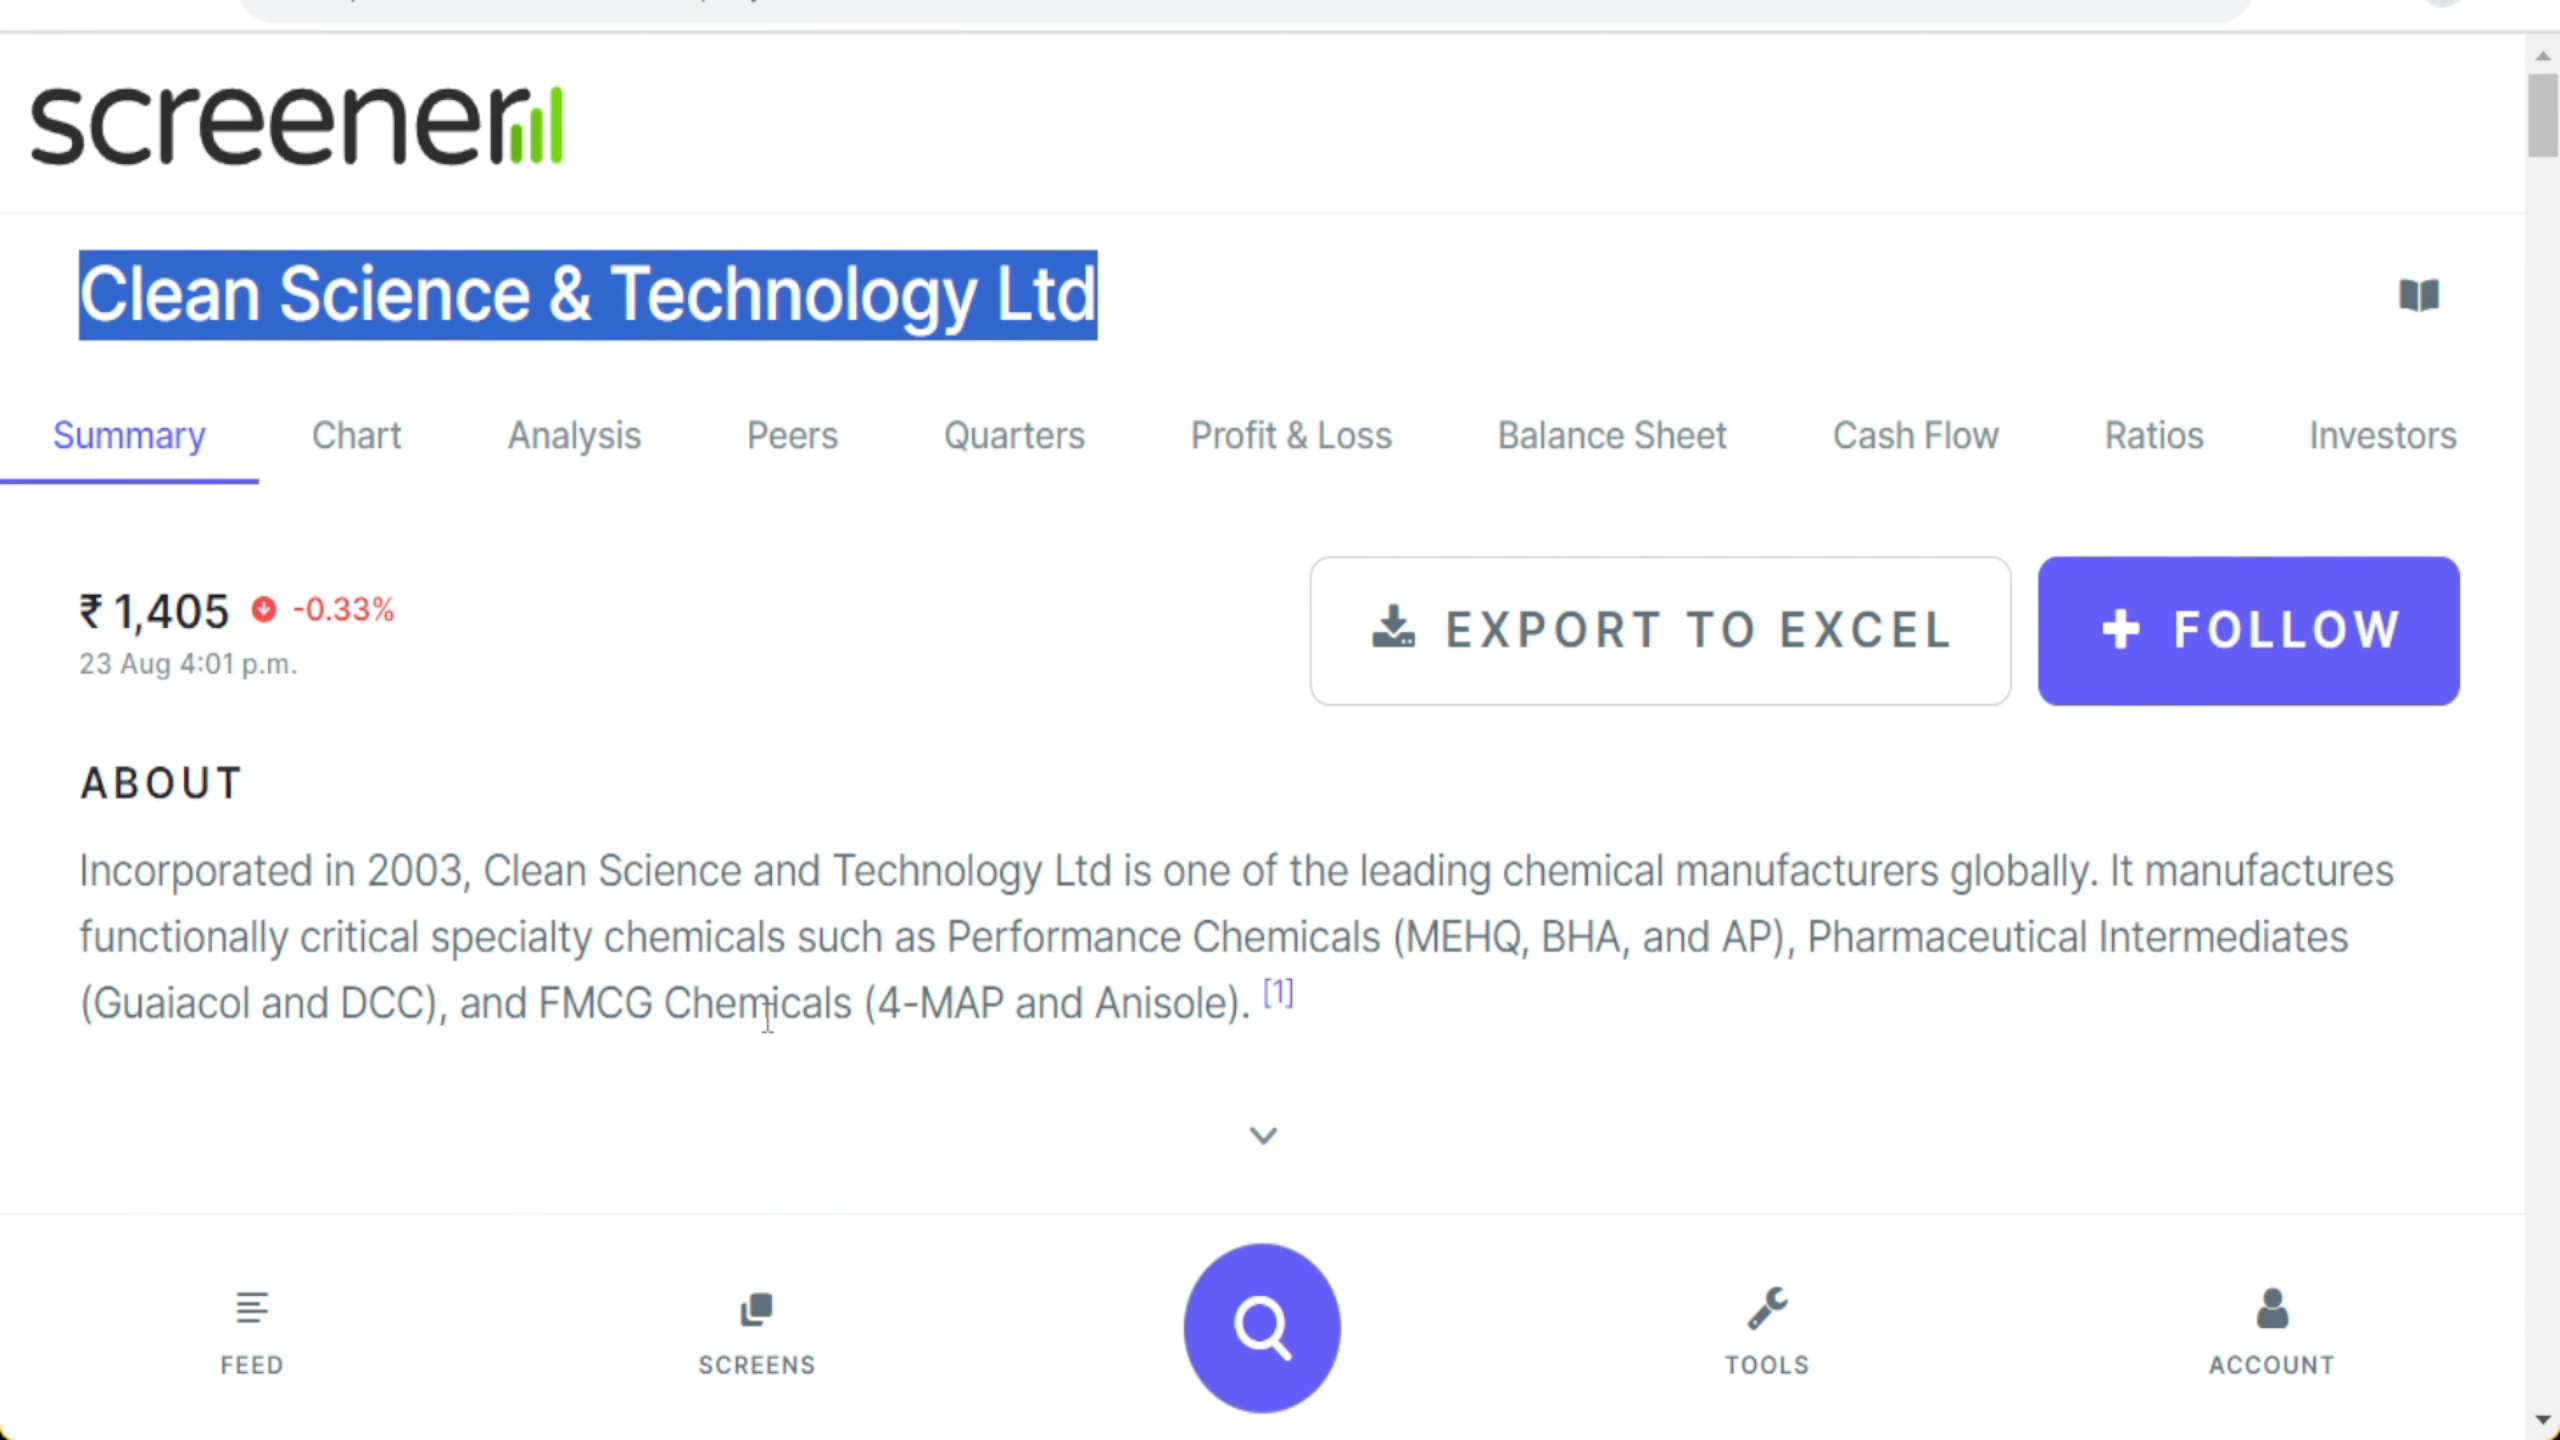 screener
Clean Science & Technology Ltd
Summary Chart Analysis Peers Quarters Profit & Loss Balance Sheet Cash Flow Ratios Investors
₹ 1,405 -0.33%
23 Aug 4:01 p.m.
EXPORT TO EXCEL
FOLLOW
ABOUT
Incorporated in 2003, Clean Science and Technology Ltd is one of the leading chemical manufacturers globally. It manufactures
functionally critical specialty chemicals such as Performance Chemicals (MEHQ, BHA, and AP), Pharmaceutical Intermediates
(Guaiacol and DCC), and FMCG Chemicals (4-MAP and Anisole). [1]
FEED SCREENS TOOLS ACCOUNT